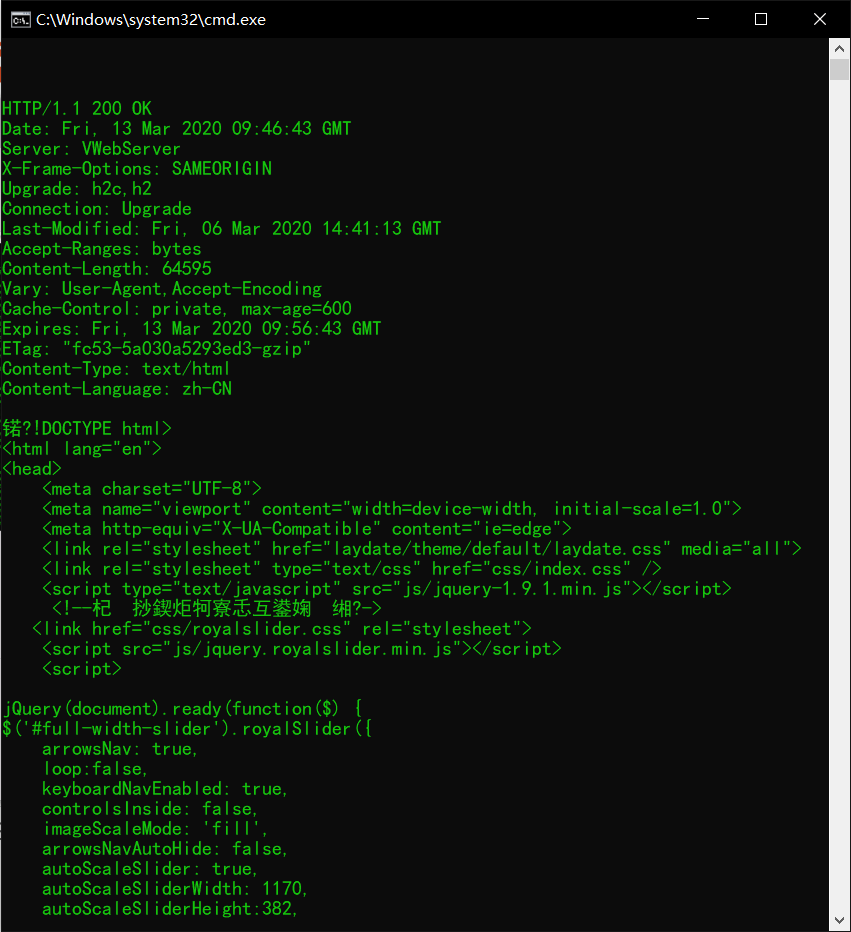 C:\Windows\system32\cmd.exe
HTTP/1.1 200 OK
Date: Fri, 13 Mar 2020 09:46:43 GMT
Server: VWebServer
X-Frame-Options: SAMEORIGIN
Upgrade: h2c,h2
Connection: Upgrade
Last-Modified: Fri, 06 Mar 2020 14:41:13 GMT
Accept-Ranges: bytes
Content-Length: 64595
Vary: User-Agent,Accept-Encoding
Cache-Control: private, max-age=600
Expires: Fri, 13 Mar 2020 09:56:43 GMT
ETag: "fc53-5a030a5293ed3-gzip"
Content-Type: text/html
Content-Language: zh-CN
锘?!DOCTYPE html>
<html lang="en">
<head>
    <meta charset="UTF-8">
    <meta name="viewport" content="width=device-width, initial-scale=1.0">
    <meta http-equiv="X-UA-Compatible" content="ie=edge">
    <link rel="stylesheet" href="laydate/theme/default/laydate.css" media="all">
    <link rel="stylesheet" type="text/css" href="css/index.css" />
    <script type="text/javascript" src="js/jquery-1.9.1.min.js"></script>
     <!--杞  挱鍥炬牱寮忎互鍙婅  缃?->
   <link href="css/royalslider.css" rel="stylesheet">
    <script src="js/jquery.royalslider.min.js"></script>
    <script>
jQuery(document).ready(function($) {
$('#full-width-slider').royalSlider({
    arrowsNav: true,
    loop:false,
    keyboardNavEnabled: true,
    controlsInside: false,
    imageScaleMode: 'fill',
    arrowsNavAutoHide: false,
    autoScaleSlider: true,
    autoScaleSliderWidth: 1170,
    autoScaleSliderHeight:382,